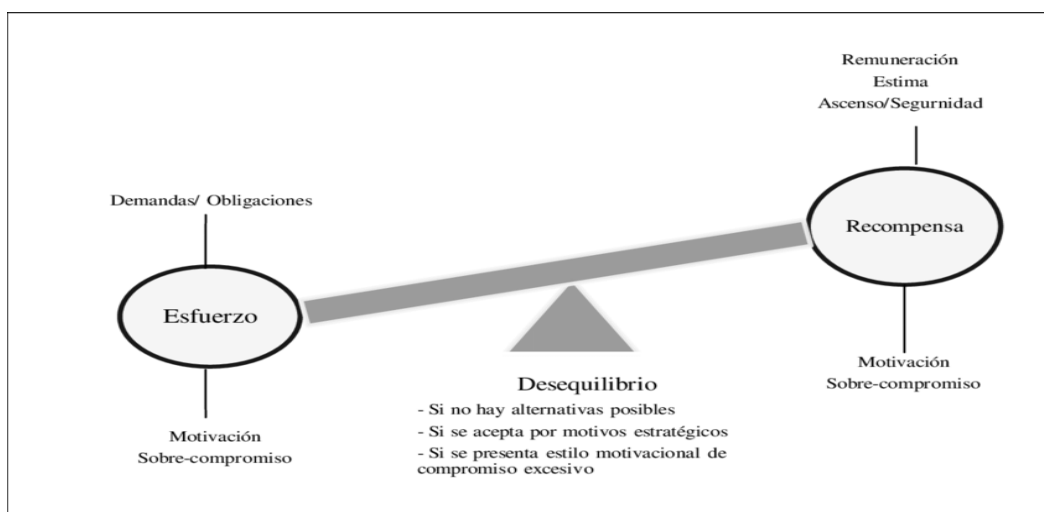 Remuneración
Estima
Ascenso/Segurnidad
Recompensa
Motivación
Sobre-compromiso
Demandas/ Obligaciones
Esfuerzo
Motivación
Sobre-compromiso
Desequilibrio
- Si no hay alternativas posibles
- Si se acepta por motivos estratégicos
- Si se presenta estilo motivacional de
compromiso excesivo